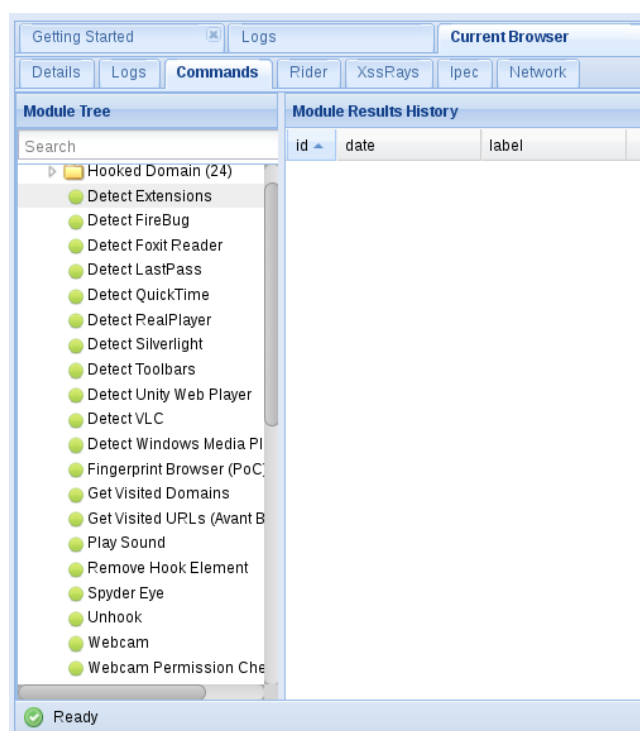 Getting Started Logs Current Browser
Details Logs Commands Rider XssRays Ipec Network
Module Tree Module Results History
Search id date label
Hooked Domain (24)
Detect Extensions
Detect FireBug
Detect Foxit Reader
Detect LastPass
Detect QuickTime
Detect RealPlayer
Detect Silverlight
Detect Toolbars
Detect Unity Web Player
Detect VLC
Detect Windows Media Pl
Fingerprint Browser (PoC)
Get Visited Domains
Get Visited URLs (Avant B
Play Sound
Remove Hook Element
Spyder Eye
Unhook
Webcam
Webcam Permission Che
Ready